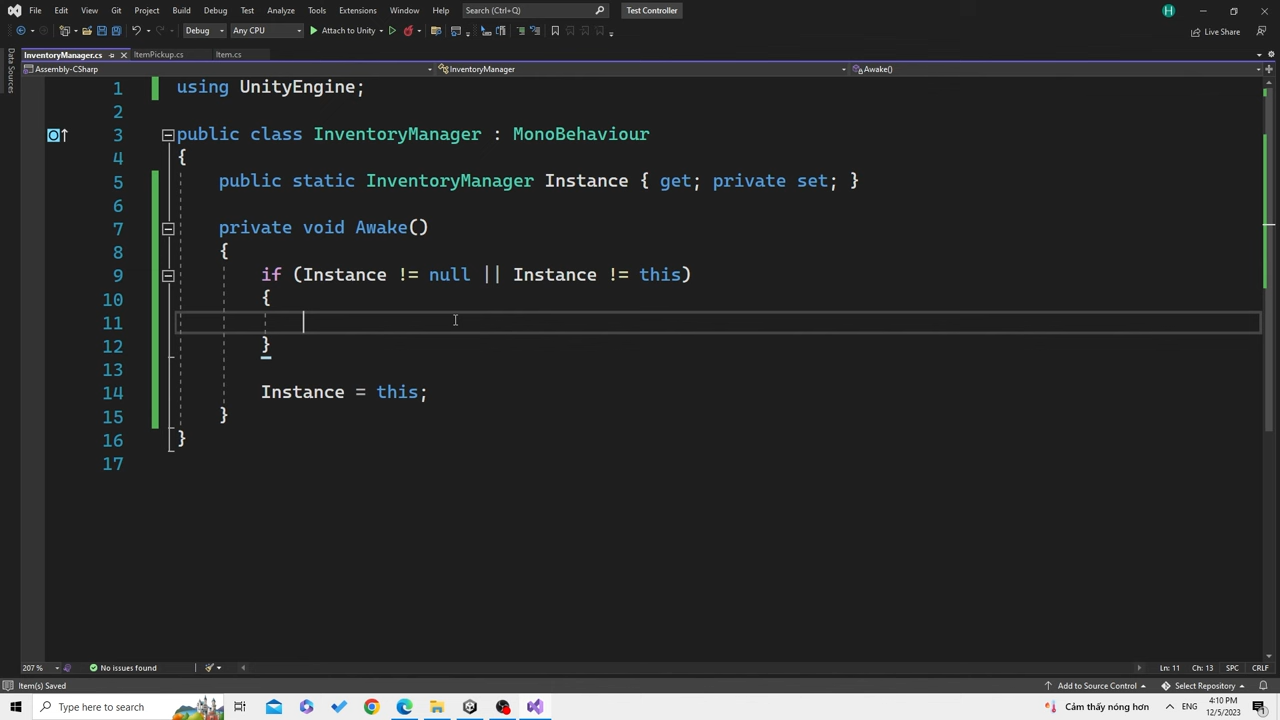 File Edit View Git Project Build Debug Test Analyze Tools Extensions Window Help Search (Ctrl+Q) Test Controller
Debug Any CPU Attach to Unity Live Share
InventoryManager.cs ItemPickup.cs Item.cs
Assembly-CSharp InventoryManager Awake()
Data Sources
1 using UnityEngine;
2
3 public class InventoryManager : MonoBehaviour
4 {
5 public static InventoryManager Instance { get; private set; }
6
7 private void Awake()
8 {
9 if (Instance != null || Instance != this)
10 {
11
12 }
13
14 Instance = this;
15 }
16 }
17
207 % No issues found Ln: 11 Ch: 13 SPC CRLF
Item(s) Saved Add to Source Control Select Repository
Type here to search Cảm thấy nóng hơn ENG 4:10 PM
12/5/2023